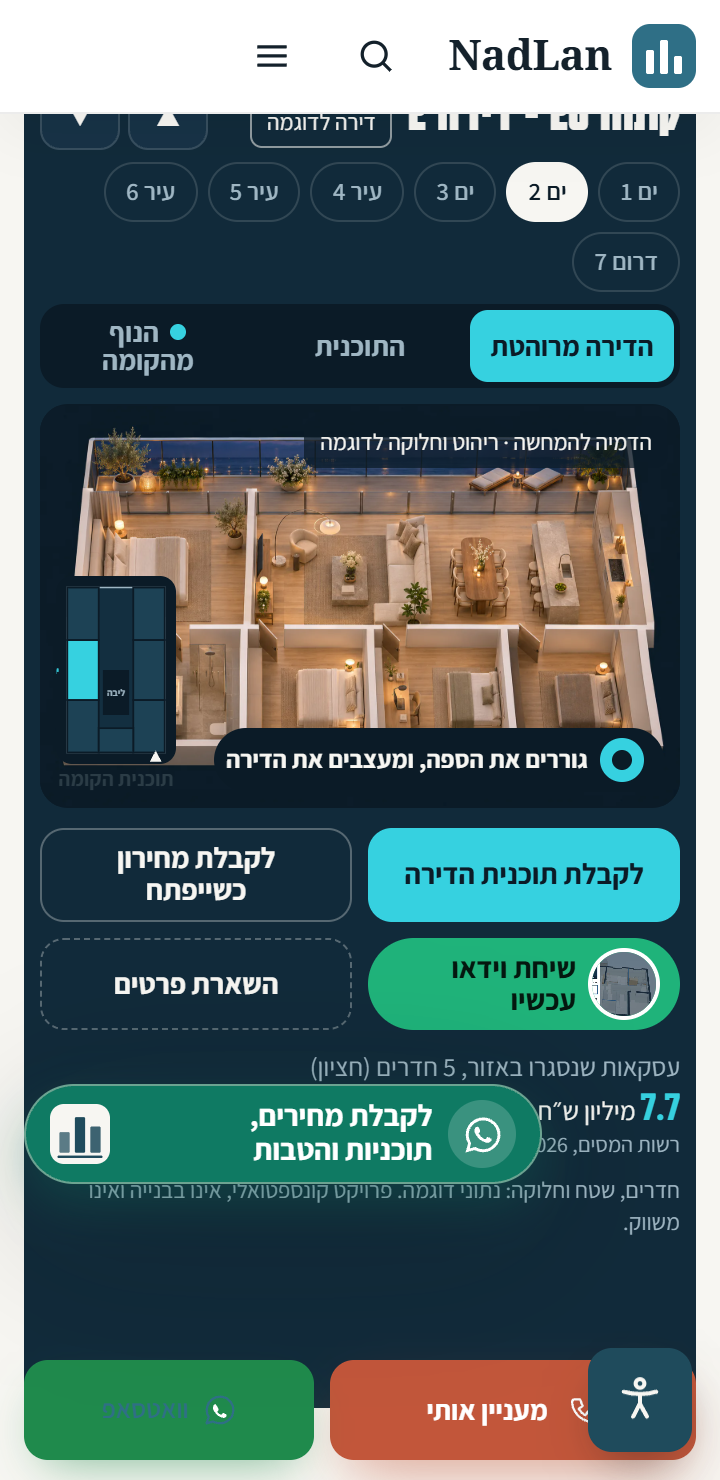 NadLan
דירה לדוגמה
ים 1
ים 2
ים 3
עיר 4
עיר 5
עיר 6
דרום 7
הדירה מרוהטת
התוכנית
הנוף
מהקומה
הדמיה להמחשה · ריהוט וחלוקה לדוגמה
ליבה
תוכנית הקומה
גוררים את הספה, ומעצבים את הדירה
לקבלת תוכנית הדירה
לקבלת מחירון
כשייפתח
שיחת וידאו
עכשיו
השארת פרטים
עסקאות שנסגרו באזור, 5 חדרים (חציון)
7.7 מיליון ש״ח
רשות המסים,
לקבלת מחירים,
תוכניות והטבות
חדרים, שטח וחלוקה: נתוני דוגמה. פרויקט קונספטואלי, אינו בבנייה ואינו
משווק.
מעניין אותי
וואטסאפ